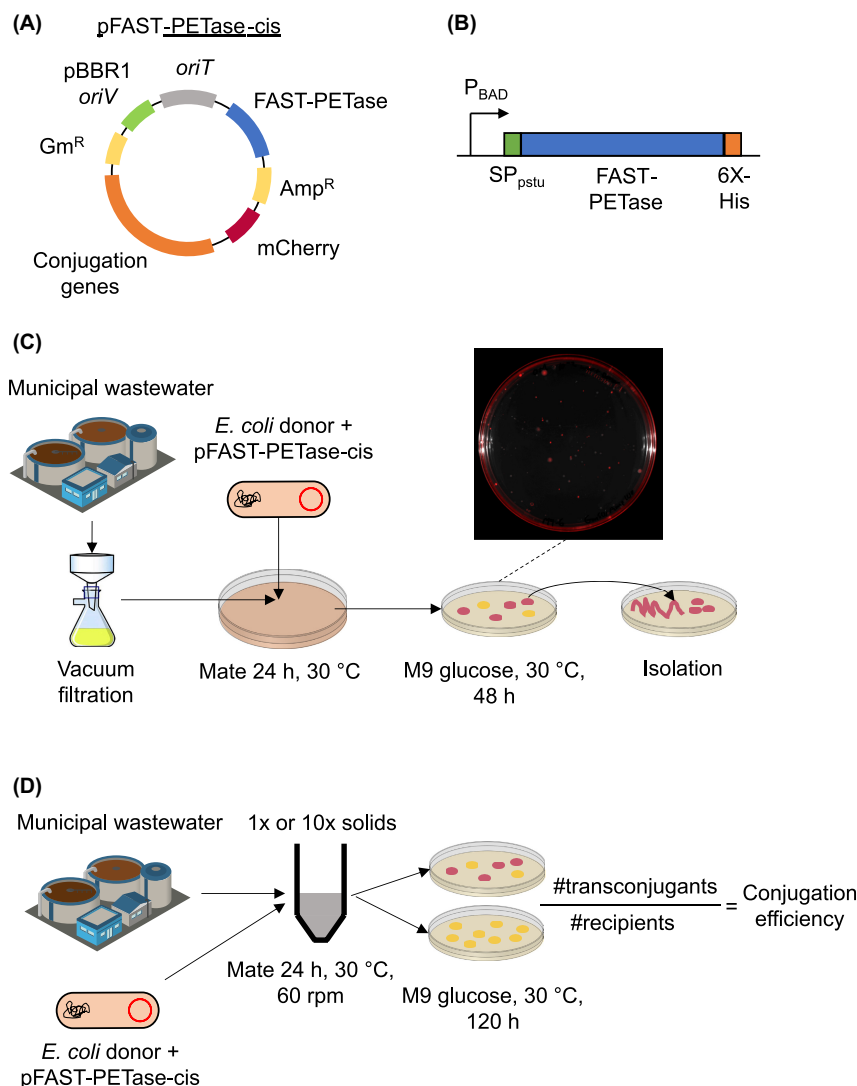 (A)
pFAST-PETase-cis
pBBR1
oriV
oriT
FAST-PETase
GmR
AmpR
mCherry
Conjugation
genes
(B)
PBAD
SPpstu
FAST-
PETase
6X-
His
(C)
Municipal wastewater
E. coli donor +
pFAST-PETase-cis
Vacuum
filtration
Mate 24 h, 30 °C
M9 glucose, 30 °C,
48 h
Isolation
(D)
Municipal wastewater
1x or 10x solids
#transconjugants
#recipients
= Conjugation
efficiency
Mate 24 h, 30 °C,
60 rpm
M9 glucose, 30 °C,
120 h
E. coli donor +
pFAST-PETase-cis